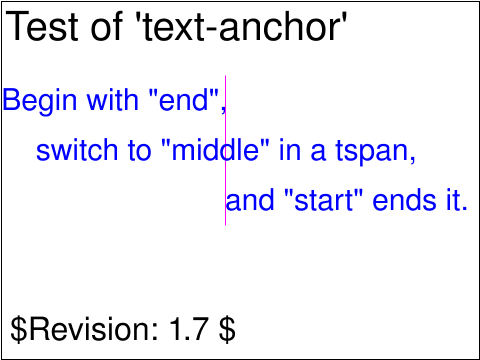 Test of 'text-anchor'
Begin with "end",
switch to "middle" in a tspan,
and "start" ends it.
$Revision: 1.7 $